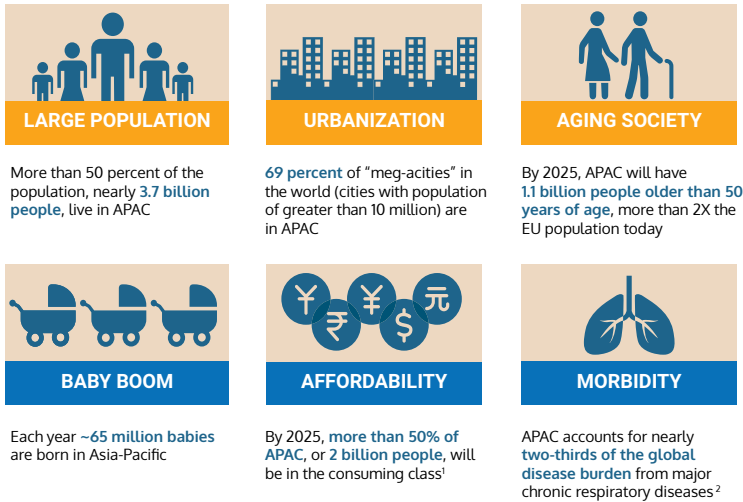 LARGE POPULATION
More than 50 percent of the
population, nearly 3.7 billion
people, live in APAC
URBANIZATION
69 percent of “meg-acities” in
the world (cities with population
of greater than 10 million) are
in APAC
AGING SOCIETY
By 2025, APAC will have
1.1 billion people older than 50
years of age, more than 2X the
EU population today
BABY BOOM
Each year ~65 million babies
are born in Asia-Pacific
¥ ₹ ¥ $ 元
AFFORDABILITY
By 2025, more than 50% of
APAC, or 2 billion people, will
be in the consuming class¹
MORBIDITY
APAC accounts for nearly
two-thirds of the global
disease burden from major
chronic respiratory diseases ²